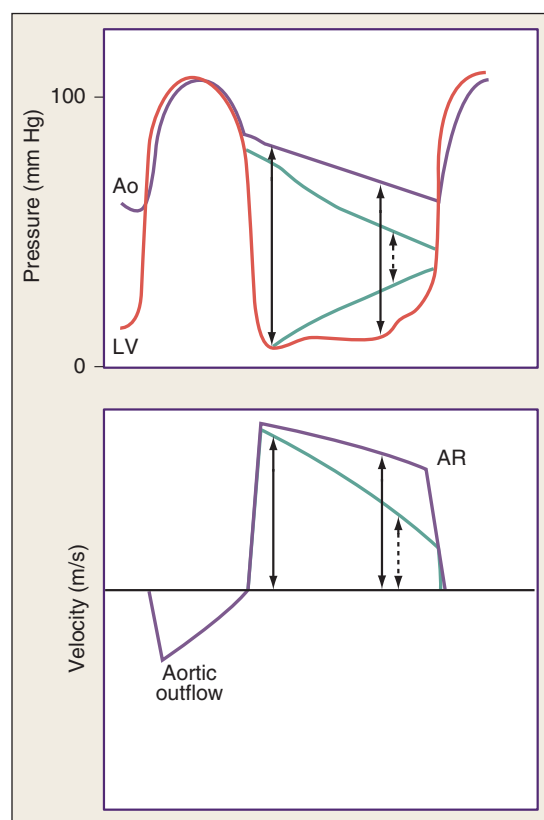 Pressure (mm Hg)
100
Ao
LV
0
Velocity (m/s)
AR
Aortic
outflow